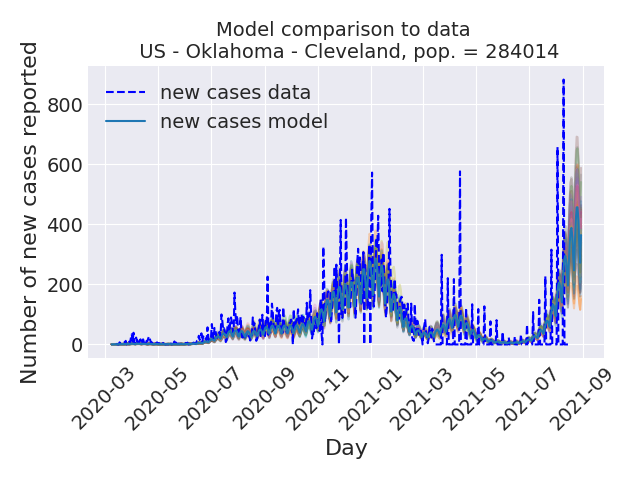 Model comparison to data
US - Oklahoma - Cleveland, pop. = 284014
Number of new cases reported
800
600
400
200
0
new cases data
new cases model
2020-03
2020-05
2020-07
2020-09
2020-11
2021-01
2021-03
2021-05
2021-07
2021-09
Day